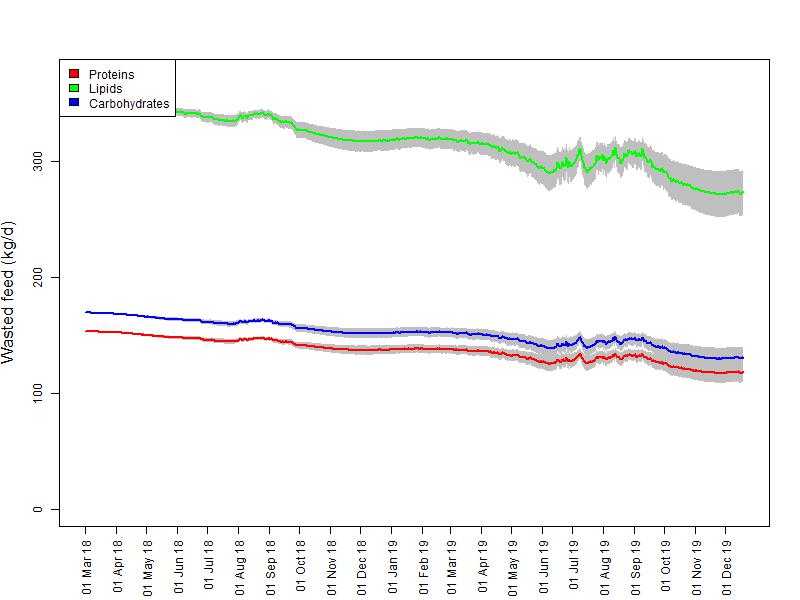 Proteins
Lipids
Carbohydrates
Wasted feed (kg/d)
300
200
100
0
01 Mar 18
01 Apr 18
01 May 18
01 Jun 18
01 Jul 18
01 Aug 18
01 Sep 18
01 Oct 18
01 Nov 18
01 Dec 18
01 Jan 19
01 Feb 19
01 Mar 19
01 Apr 19
01 May 19
01 Jun 19
01 Jul 19
01 Aug 19
01 Sep 19
01 Oct 19
01 Nov 19
01 Dec 19